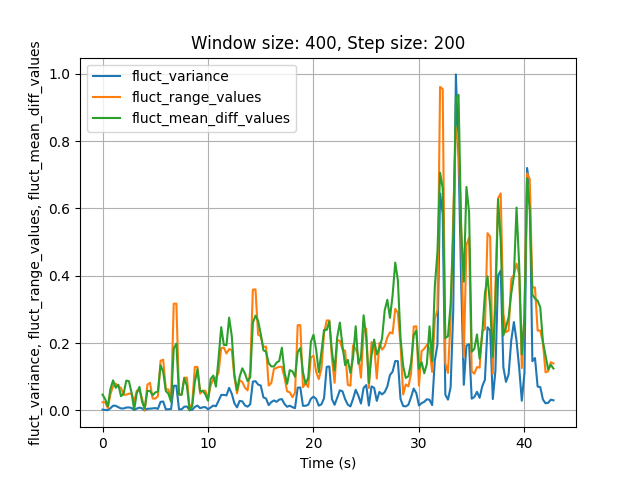 Window size: 400, Step size: 200
fluct_variance, fluct_range_values, fluct_mean_diff_values
1.0
0.8
0.6
0.4
0.2
0.0
fluct_variance
fluct_range_values
fluct_mean_diff_values
0 10 20 30 40
Time (s)